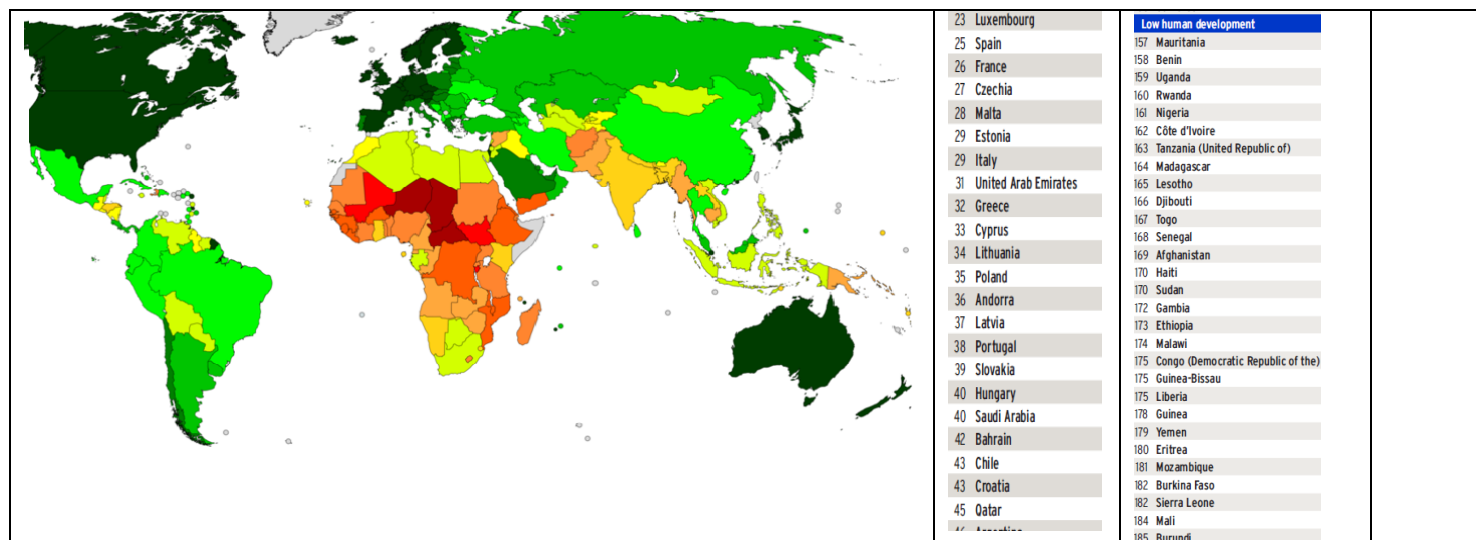 23 Luxembourg
25 Spain
26 France
27 Czechia
28 Malta
29 Estonia
29 Italy
31 United Arab Emirates
32 Greece
33 Cyprus
34 Lithuania
35 Poland
36 Andorra
37 Latvia
38 Portugal
39 Slovakia
40 Hungary
40 Saudi Arabia
42 Bahrain
43 Chile
43 Croatia
45 Qatar
Low human development
157 Mauritania
158 Benin
159 Uganda
160 Rwanda
161 Nigeria
162 Côte d'Ivoire
163 Tanzania (United Republic of)
164 Madagascar
165 Lesotho
166 Djibouti
167 Togo
168 Senegal
169 Afghanistan
170 Haiti
170 Sudan
172 Gambia
173 Ethiopia
174 Malawi
175 Congo (Democratic Republic of the)
175 Guinea-Bissau
175 Liberia
178 Guinea
179 Yemen
180 Eritrea
181 Mozambique
182 Burkina Faso
182 Sierra Leone
184 Mali
185 Burundi